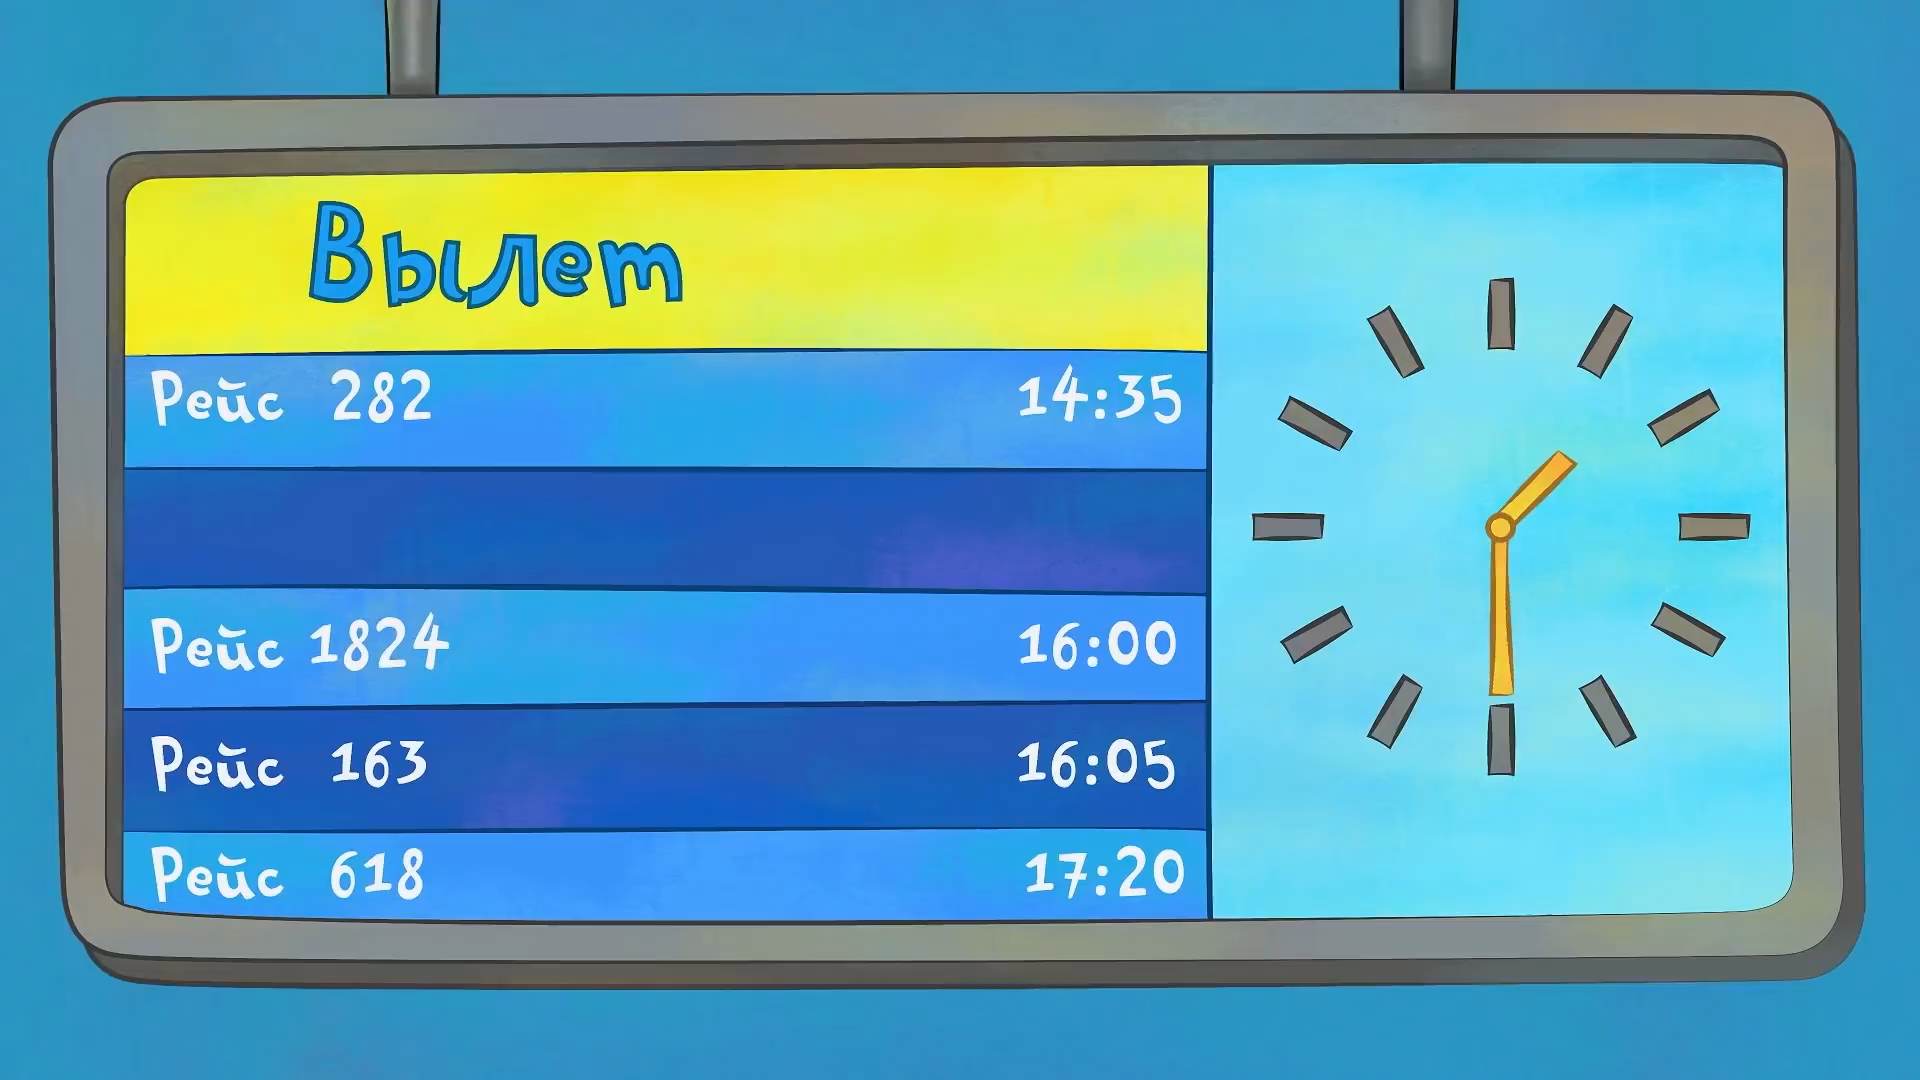 Вылет
Рейс 282 14:35
Рейс 1824 16:00
Рейс 163 16:05
Рейс 618 17:20